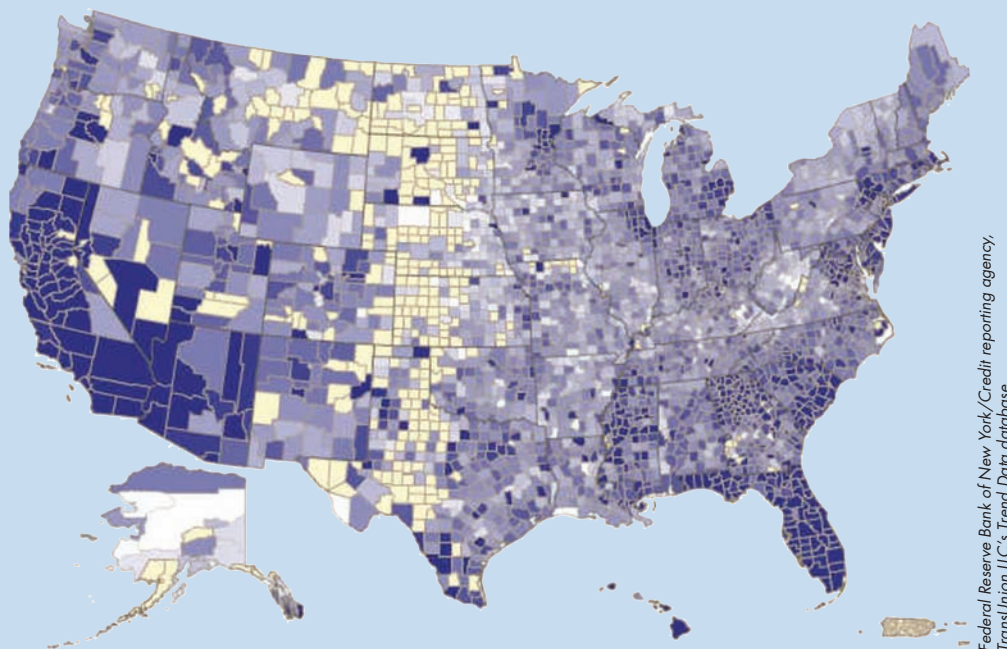 Federal Reserve Bank of New York/Credit reporting agency,
TransUnion LLC's Trend Data database